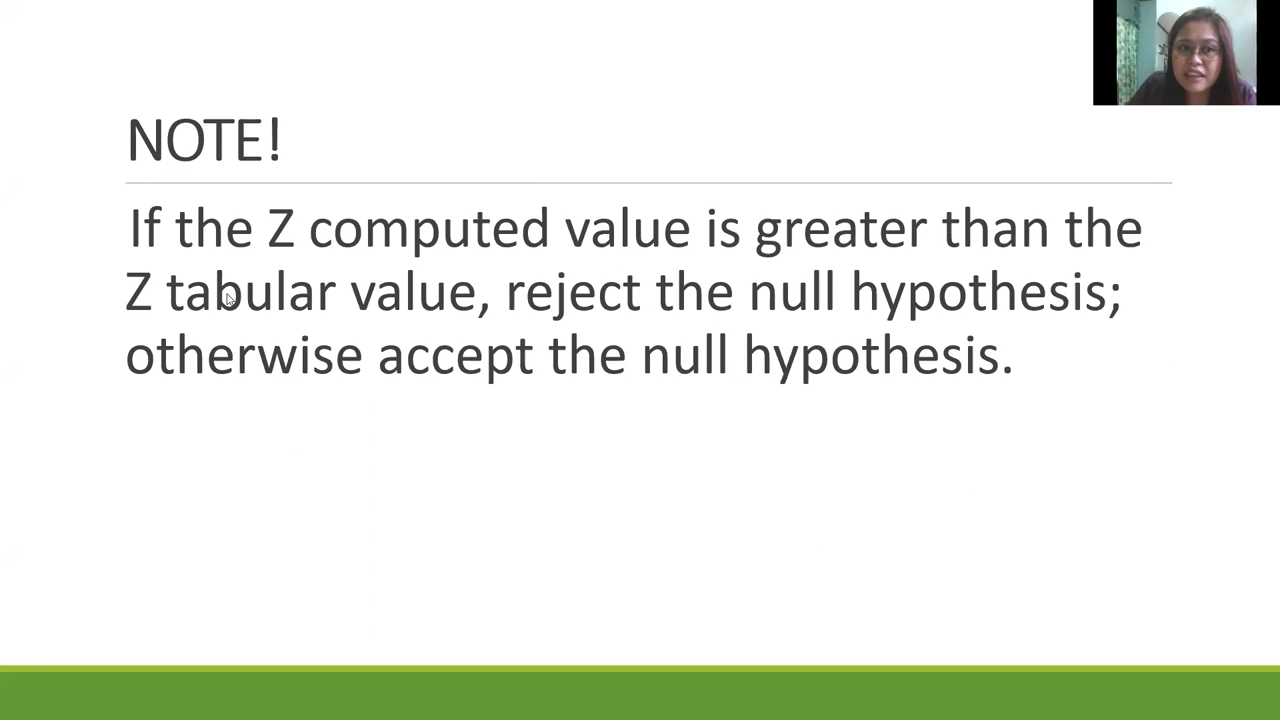 NOTE!
If the Z computed value is greater than the
Z tabular value, reject the null hypothesis;
otherwise accept the null hypothesis.